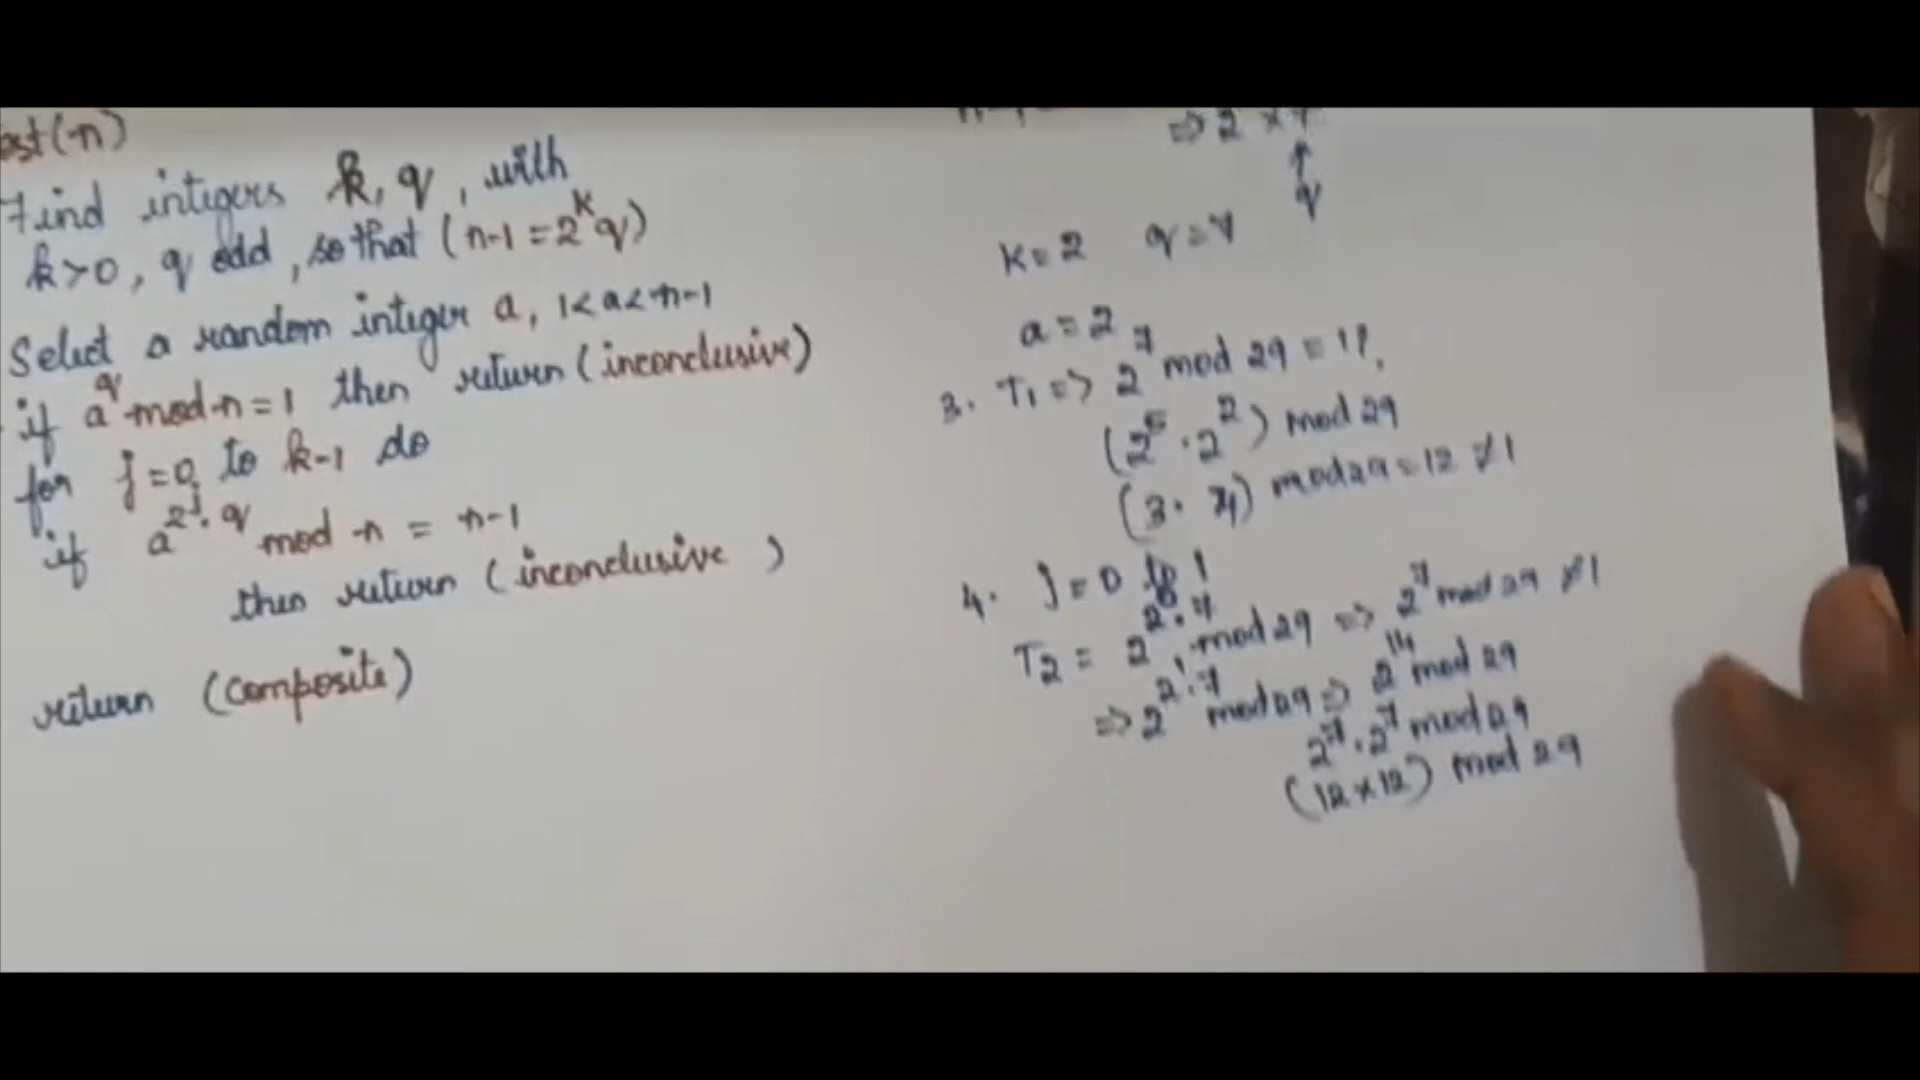 est(n)
Find integers k, q, with
k>0, q odd, so that (n-1=2^k q)
Select a random integer a, 1<a<n-1
if a^q mod n=1 then return (inconclusive)
for j=0 to k-1 do
if a^2^j.q mod n = n-1
then return (inconclusive)
return (composite)
⇒ 2 × 7
↑
q
k=2 q=7
a=2
3. T1 => 2^7 mod 29 = 1?,
(2^5 . 2^2) mod 29
(3. 4) mod 29 = 12 ≠ 1
4. j=0 to 1
T2 = 2^2^0.7 mod 29 => 2^7 mod 29 ≠ 1
=> 2^2^1.7 mod 29 => 2^14 mod 29
2^7 . 2^7 mod 29
(12×12) mod 29